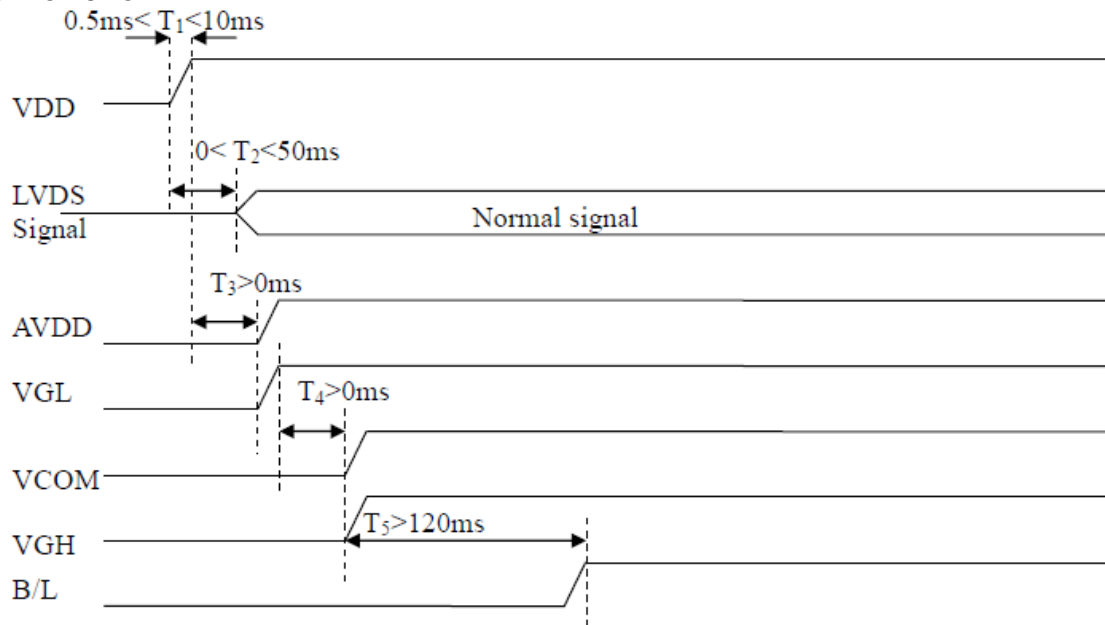 0.5ms< T₁<10ms
VDD
0< T₂<50ms
LVDS
Signal
Normal signal
T₃>0ms
AVDD
VGL
T₄>0ms
VCOM
T₅>120ms
VGH
B/L